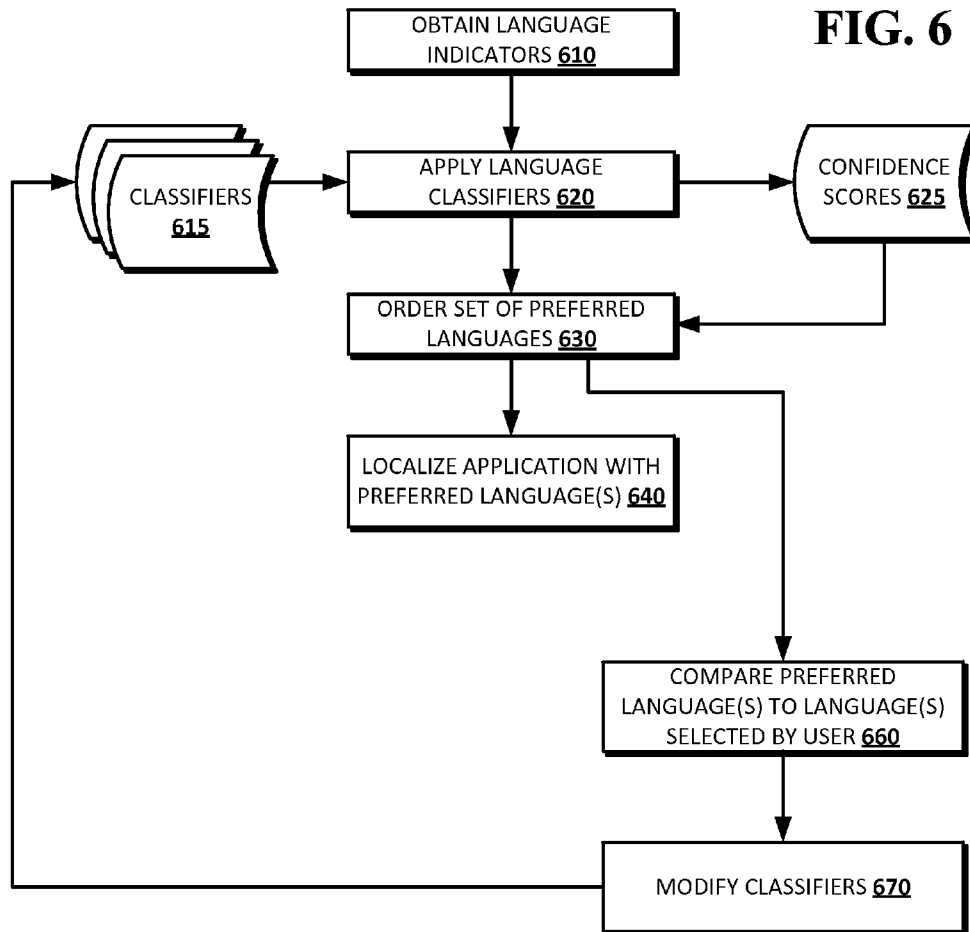 FIG. 6
OBTAIN LANGUAGE
INDICATORS 610
CLASSIFIERS
615
APPLY LANGUAGE
CLASSIFIERS 620
CONFIDENCE
SCORES 625
ORDER SET OF PREFERRED
LANGUAGES 630
LOCALIZE APPLICATION WITH
PREFERRED LANGUAGE(S) 640
COMPARE PREFERRED
LANGUAGE(S) TO LANGUAGE(S)
SELECTED BY USER 660
MODIFY CLASSIFIERS 670